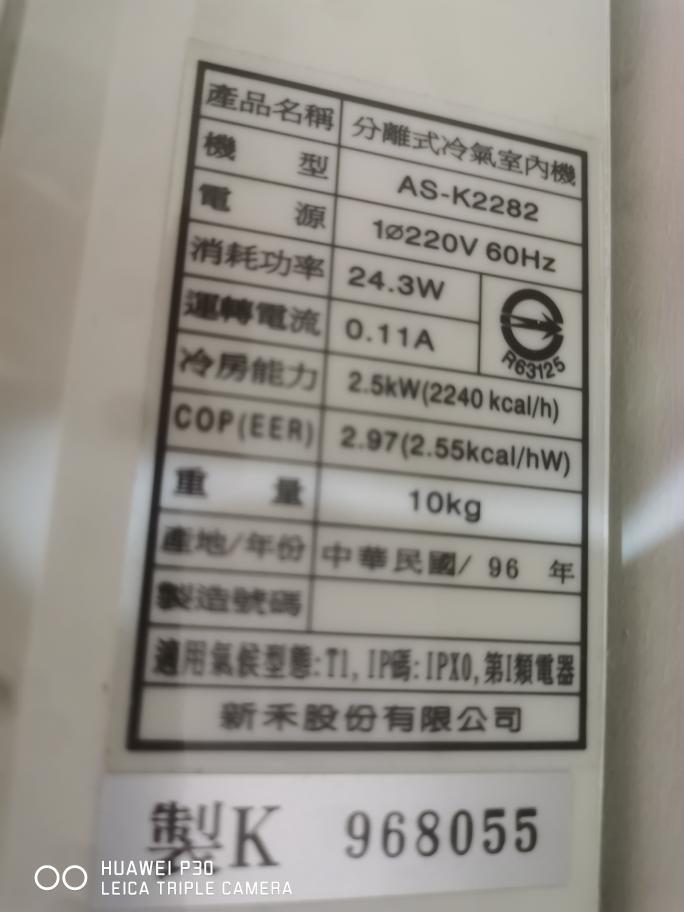 產品名稱 分離式冷氣室內機
機型 AS-K2282
電源 1ø220V 60Hz
消耗功率 24.3W
運轉電流 0.11A
R63125
冷房能力 2.5kW(2240 kcal/h)
COP(EER) 2.97(2.55kcal/hW)
重量 10kg
產地/年份 中華民國/ 96 年
製造號碼
適用氣候型態:T1,IP碼:IPX0,第I類電器
新禾股份有限公司
製K 968055
HUAWEI P30
LEICA TRIPLE CAMERA